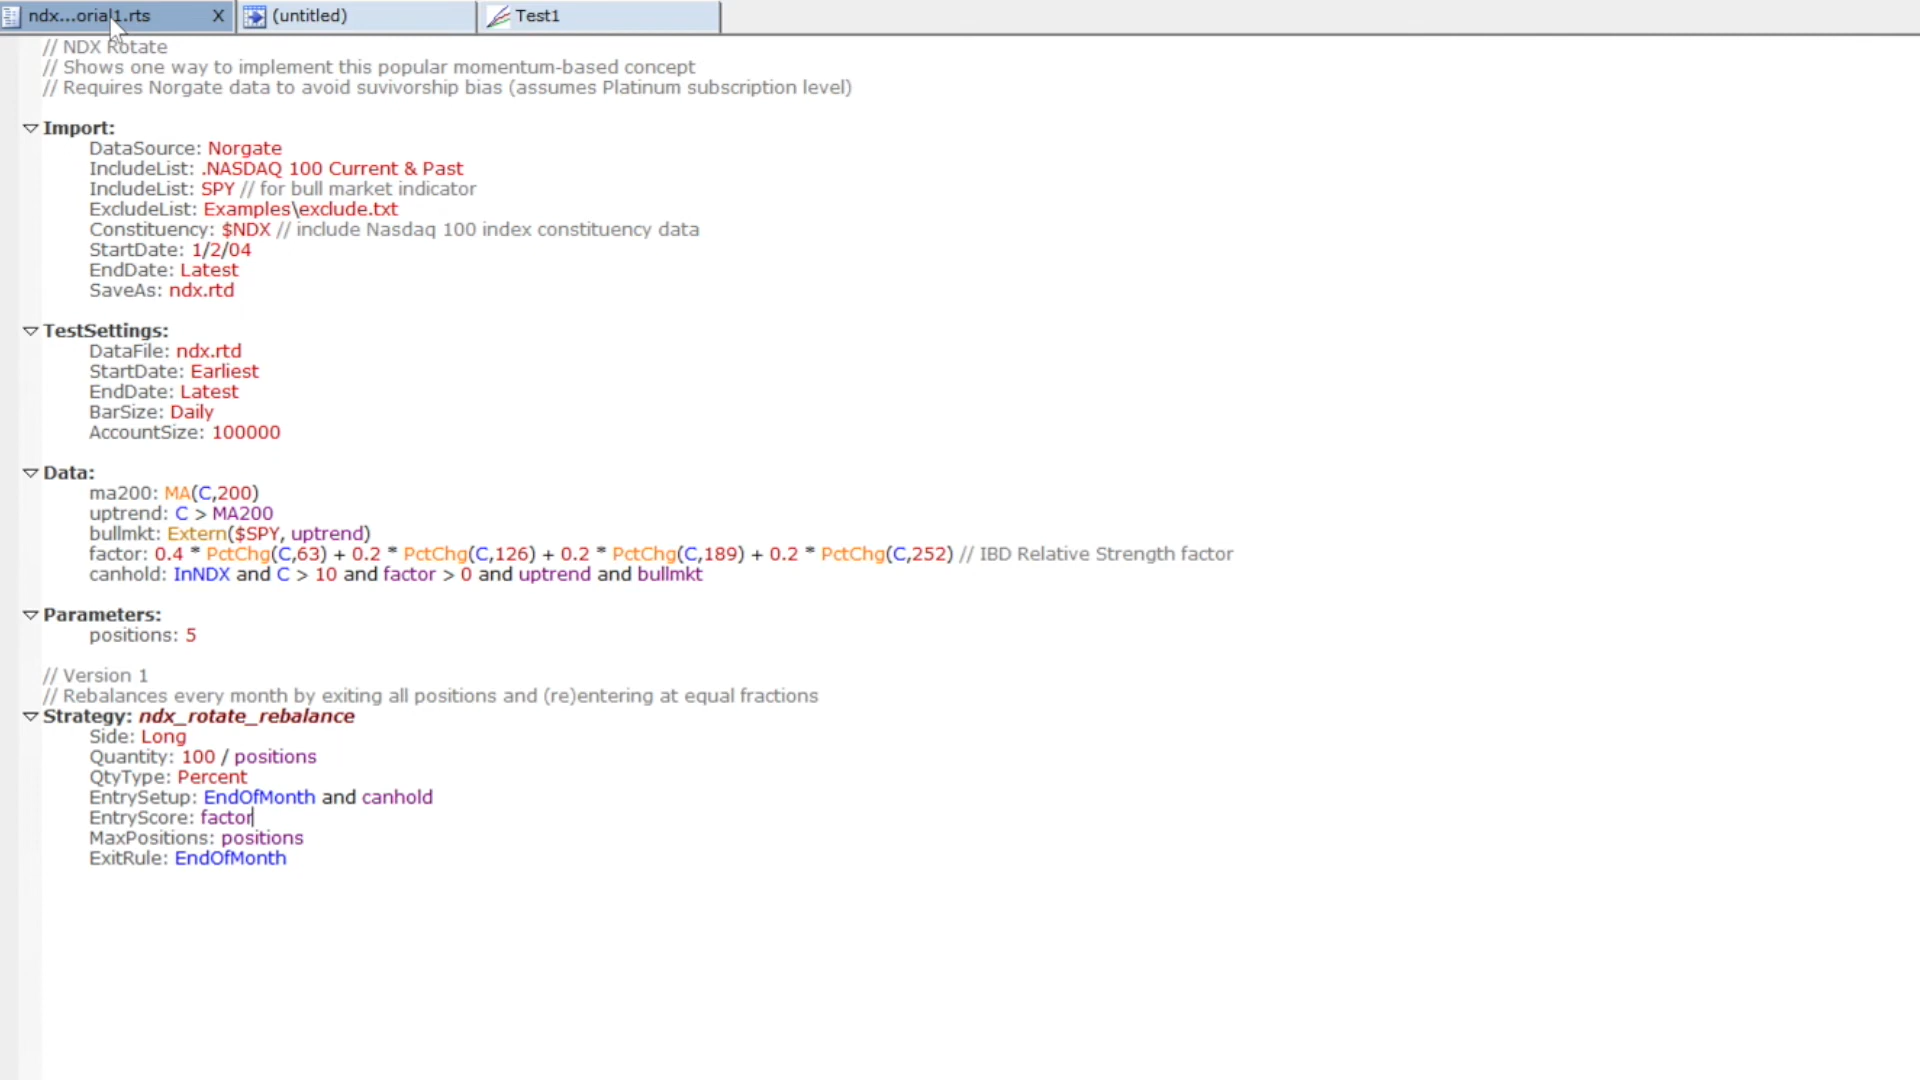 ndx...orial1.rts X (untitled) Test1
// NDX Rotate
// Shows one way to implement this popular momentum-based concept
// Requires Norgate data to avoid suvivorship bias (assumes Platinum subscription level)
Import:
DataSource: Norgate
IncludeList: .NASDAQ 100 Current & Past
IncludeList: SPY // for bull market indicator
ExcludeList: Examples\exclude.txt
Constituency: $NDX // include Nasdaq 100 index constituency data
StartDate: 1/2/04
EndDate: Latest
SaveAs: ndx.rtd
TestSettings:
DataFile: ndx.rtd
StartDate: Earliest
EndDate: Latest
BarSize: Daily
AccountSize: 100000
Data:
ma200: MA(C,200)
uptrend: C > MA200
bullmkt: Extern($SPY, uptrend)
factor: 0.4 * PctChg(C,63) + 0.2 * PctChg(C,126) + 0.2 * PctChg(C,189) + 0.2 * PctChg(C,252) // IBD Relative Strength factor
canhold: InNDX and C > 10 and factor > 0 and uptrend and bullmkt
Parameters:
positions: 5
// Version 1
// Rebalances every month by exiting all positions and (re)entering at equal fractions
Strategy: ndx_rotate_rebalance
Side: Long
Quantity: 100 / positions
QtyType: Percent
EntrySetup: EndOfMonth and canhold
EntryScore: factor
MaxPositions: positions
ExitRule: EndOfMonth